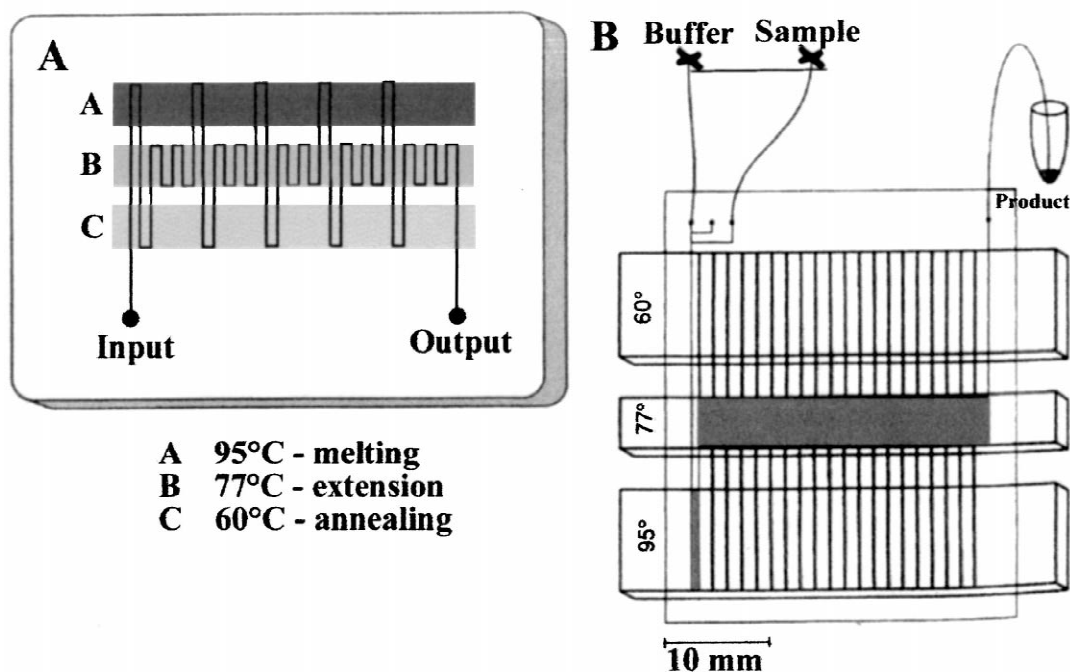 A
A
B
C
Input
Output
A 95°C - melting
B 77°C - extension
C 60°C - annealing
B
Buffer Sample
Product
60°
77°
95°
10 mm